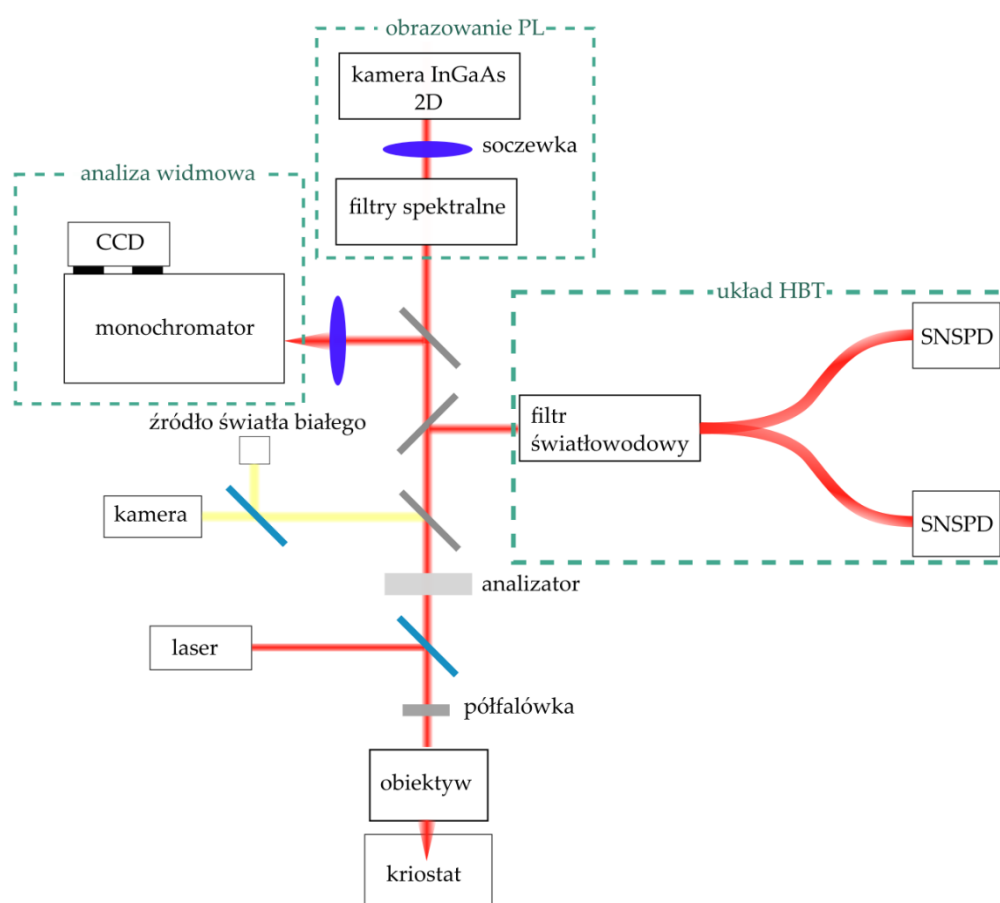 obrazowanie PL
kamera InGaAs
2D
soczewka
analiza widmowa
filtry spektralne
CCD
układ HBT
monochromator
SNSPD
źródło światła białego
filtr
światłowodowy
kamera
SNSPD
analizator
laser
półfalówka
obiektyw
kriostat